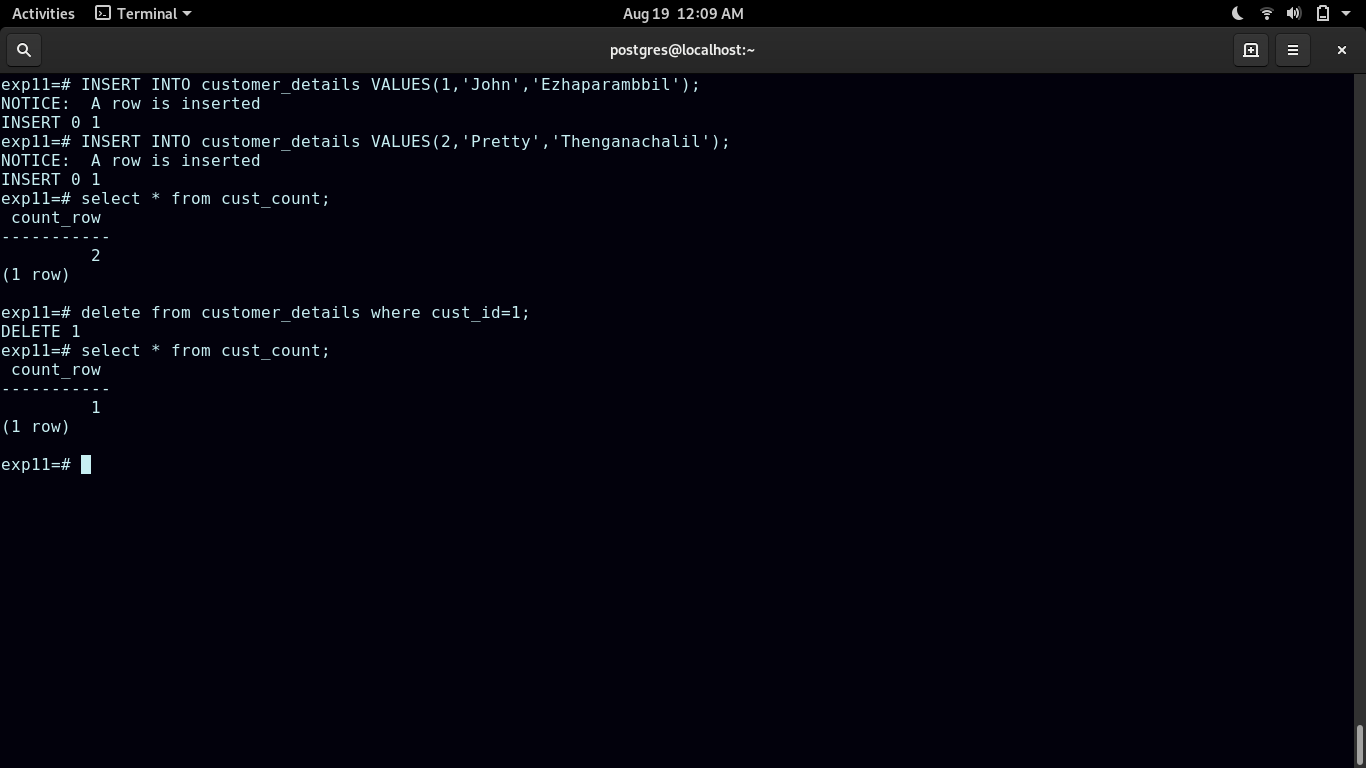 Activities Terminal Aug 19 12:09 AM
postgres@localhost:~
exp11=# INSERT INTO customer_details VALUES(1,'John','Ezhaparambbil');
NOTICE:  A row is inserted
INSERT 0 1
exp11=# INSERT INTO customer_details VALUES(2,'Pretty','Thenganachalil');
NOTICE:  A row is inserted
INSERT 0 1
exp11=# select * from cust_count;
 count_row
-----------
         2
(1 row)

exp11=# delete from customer_details where cust_id=1;
DELETE 1
exp11=# select * from cust_count;
 count_row
-----------
         1
(1 row)

exp11=#